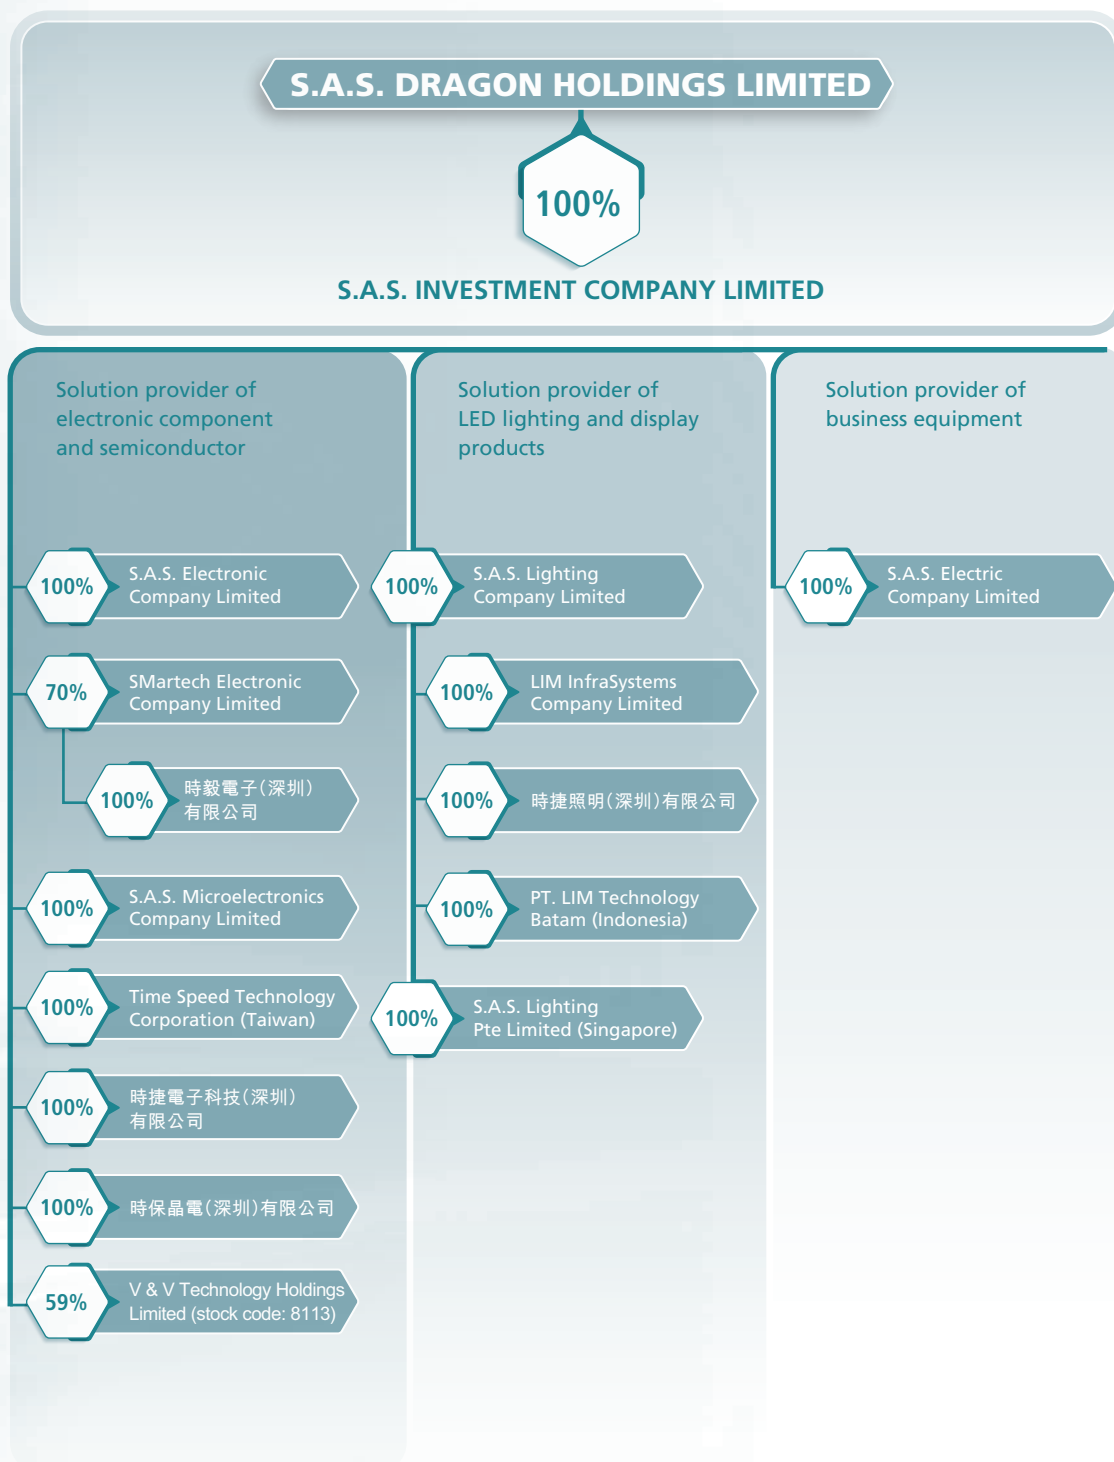 S.A.S. DRAGON HOLDINGS LIMITED
100%
S.A.S. INVESTMENT COMPANY LIMITED
Solution provider of
electronic component
and semiconductor
100%
S.A.S. Electronic
Company Limited
70%
SMartech Electronic
Company Limited
100%
時毅電子(深圳)
有限公司
100%
S.A.S. Microelectronics
Company Limited
100%
Time Speed Technology
Corporation (Taiwan)
100%
時捷電子科技(深圳)
有限公司
100%
時保晶電(深圳)有限公司
59%
V & V Technology Holdings
Limited (stock code: 8113)
Solution provider of
LED lighting and display
products
100%
S.A.S. Lighting
Company Limited
100%
LIM InfraSystems
Company Limited
100%
時捷照明(深圳)有限公司
100%
PT. LIM Technology
Batam (Indonesia)
100%
S.A.S. Lighting
Pte Limited (Singapore)
Solution provider of
business equipment
100%
S.A.S. Electric
Company Limited